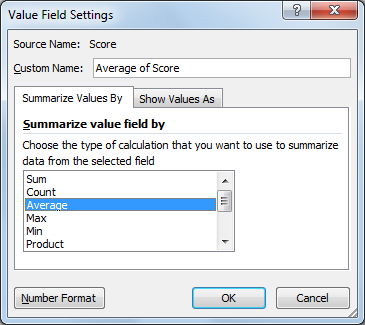 Value Field Settings
Source Name: Score
Custom Name: Average of Score
Summarize Values By Show Values As
Summarize value field by
Choose the type of calculation that you want to use to summarize
data from the selected field
Sum
Count
Average
Max
Min
Product
Number Format OK Cancel